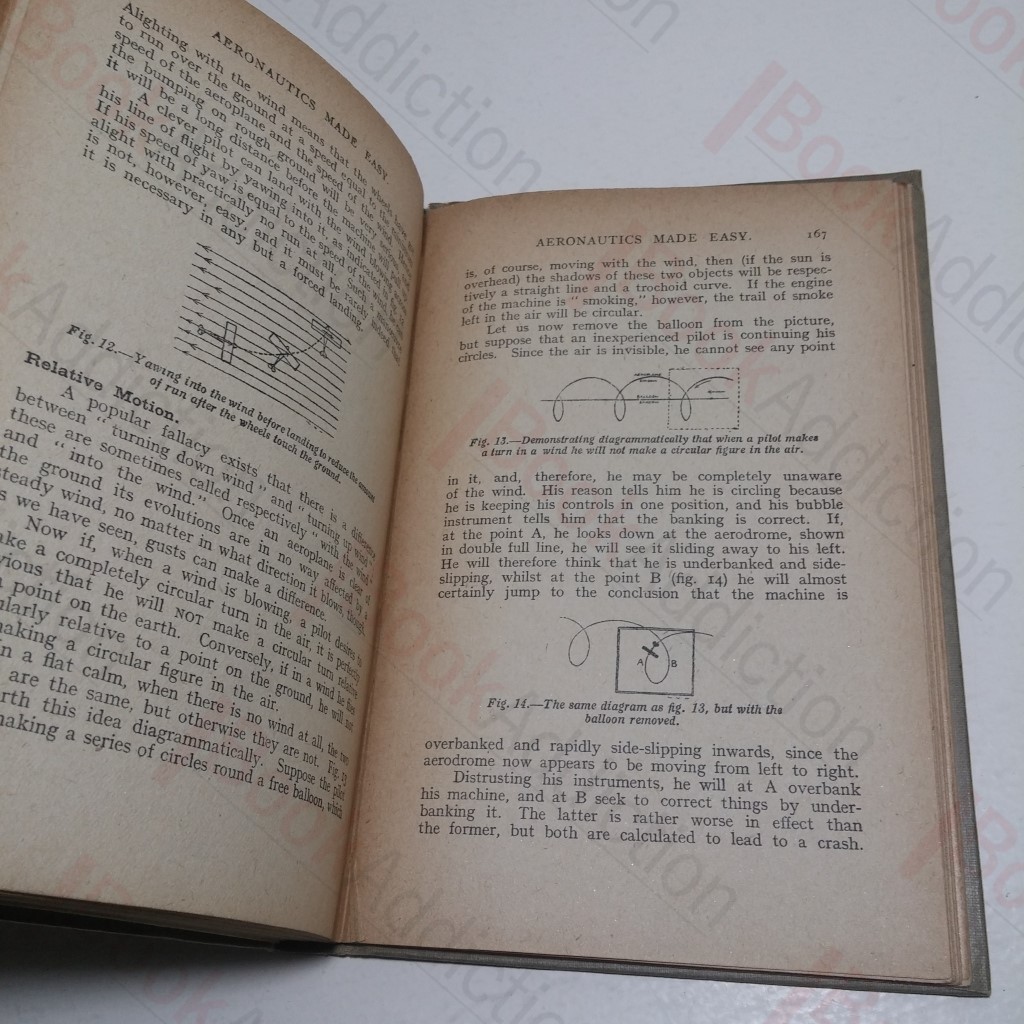 AERONAUTICS MADE EASY.
Alighting with the wind means that the wheels have
to run over the ground at a speed equal to the
speed of the aeroplane and the speed of the wind.
the bumping on rough ground will be very
it will be a long distance before the machine will pull
A clever pilot can land with the wind blowing across
his line of flight by yawing into it, as indicated
If his speed of yaw is equal to the speed of the wind he
alight with practically no run at all. Such a
is not, however, easy, and it must be rarely indeed
it is necessary in any but a forced landing.
Fig. 12.—Yawing into the wind before landing to reduce the amount
of run after the wheels touch the ground.
Relative Motion.
A popular fallacy exists that there is a difference
between "turning down wind" and "turning up wind"
these are sometimes called respectively "with the wind"
and "into the wind." Once an aeroplane is clear of
the ground its evolutions are in no way affected by a
steady wind, no matter in what direction it blows, though,
as we have seen, gusts can make a difference.
Now if, when a wind is blowing, a pilot desires to
make a completely circular turn in the air, it is perfectly
obvious that he will NOT make a circular turn relative
a point on the earth. Conversely, if in a wind he flies
circularly relative to a point on the ground, he will not
making a circular figure in the air.
in a flat calm, when there is no wind at all, the two
are the same, but otherwise they are not. Fig. 13
forth this idea diagrammatically. Suppose the pilot
making a series of circles round a free balloon, which
AERONAUTICS MADE EASY. 167
is, of course, moving with the wind, then (if the sun is
overhead) the shadows of these two objects will be respec-
tively a straight line and a trochoid curve. If the engine
of the machine is "smoking," however, the trail of smoke
left in the air will be circular.
Let us now remove the balloon from the picture,
but suppose that an inexperienced pilot is continuing his
circles. Since the air is invisible, he cannot see any point
Fig. 13.—Demonstrating diagrammatically that when a pilot makes
a turn in a wind he will not make a circular figure in the air.
in it, and, therefore, he may be completely unaware
of the wind. His reason tells him he is circling because
he is keeping his controls in one position, and his bubble
instrument tells him that the banking is correct. If,
at the point A, he looks down at the aerodrome, shown
in double full line, he will see it sliding away to his left.
He will therefore think that he is underbanked and side-
slipping, whilst at the point B (fig. 14) he will almost
certainly jump to the conclusion that the machine is
A B
Fig. 14.—The same diagram as fig. 13, but with the
balloon removed.
overbanked and rapidly side-slipping inwards, since the
aerodrome now appears to be moving from left to right.
Distrusting his instruments, he will at A overbank
his machine, and at B seek to correct things by under-
banking it. The latter is rather worse in effect than
the former, but both are calculated to lead to a crash.
Book Addiction